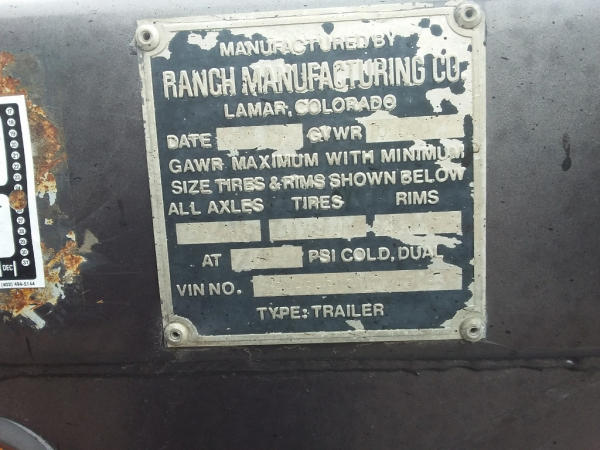 MANUFACTURED BY
RANCH MANUFACTURING CO.
LAMAR, COLORADO
DATE GVWR
GAWR MAXIMUM WITH MINIMUM
SIZE TIRES & RIMS SHOWN BELOW
ALL AXLES TIRES RIMS
AT PSI COLD, DUAL
VIN NO.
TYPE: TRAILER
DEC